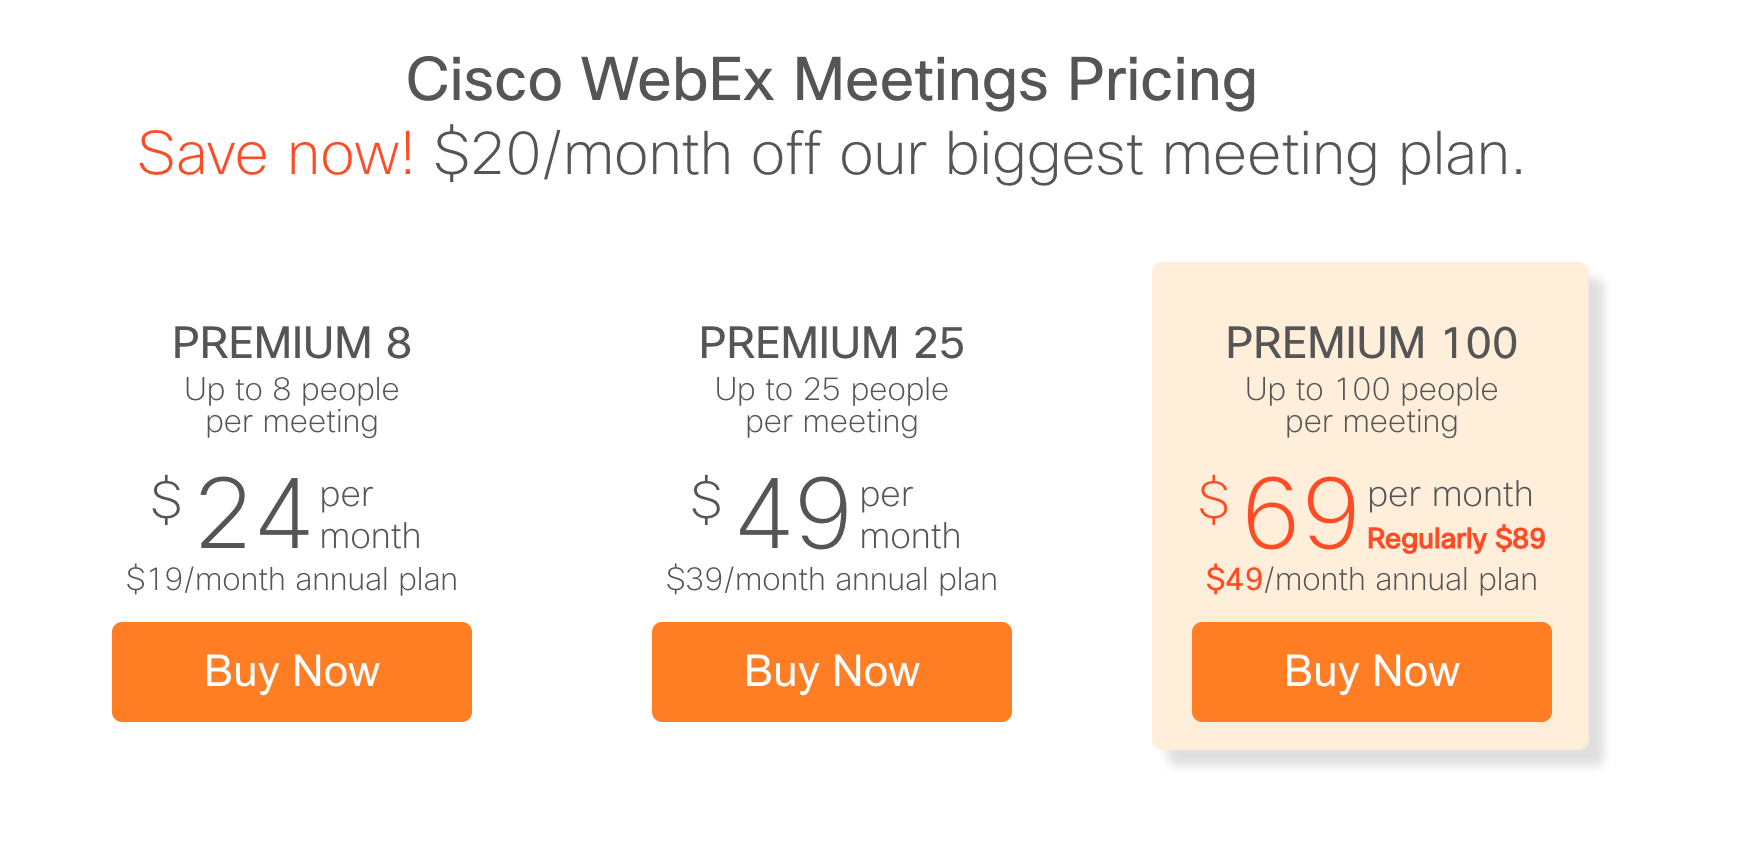 Cisco WebEx Meetings Pricing
Save now! $20/month off our biggest meeting plan.
PREMIUM 8
Up to 8 people
per meeting
$24 per
month
$19/month annual plan
Buy Now
PREMIUM 25
Up to 25 people
per meeting
$49 per
month
$39/month annual plan
Buy Now
PREMIUM 100
Up to 100 people
per meeting
$69 per month
Regularly $89
$49/month annual plan
Buy Now